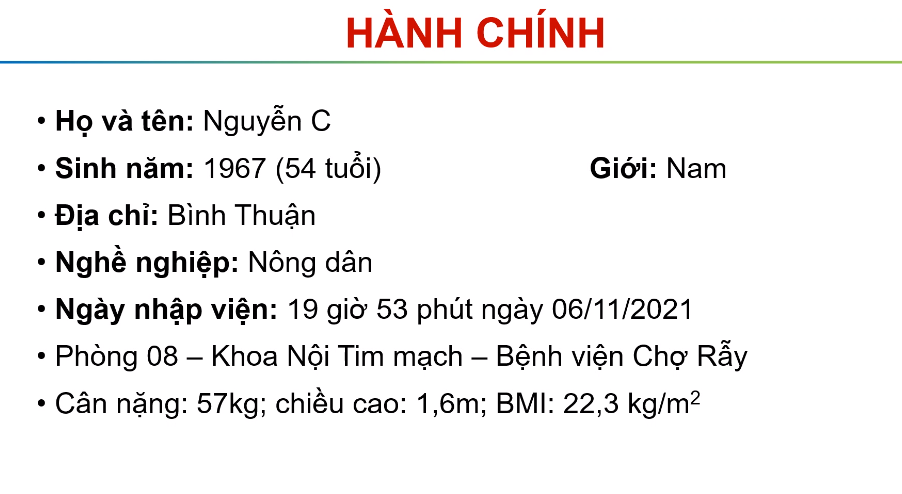 HÀNH CHÍNH
• Họ và tên: Nguyễn C
• Sinh năm: 1967 (54 tuổi) Giới: Nam
• Địa chỉ: Bình Thuận
• Nghề nghiệp: Nông dân
• Ngày nhập viện: 19 giờ 53 phút ngày 06/11/2021
• Phòng 08 – Khoa Nội Tim mạch – Bệnh viện Chợ Rẫy
• Cân nặng: 57kg; chiều cao: 1,6m; BMI: 22,3 kg/m²